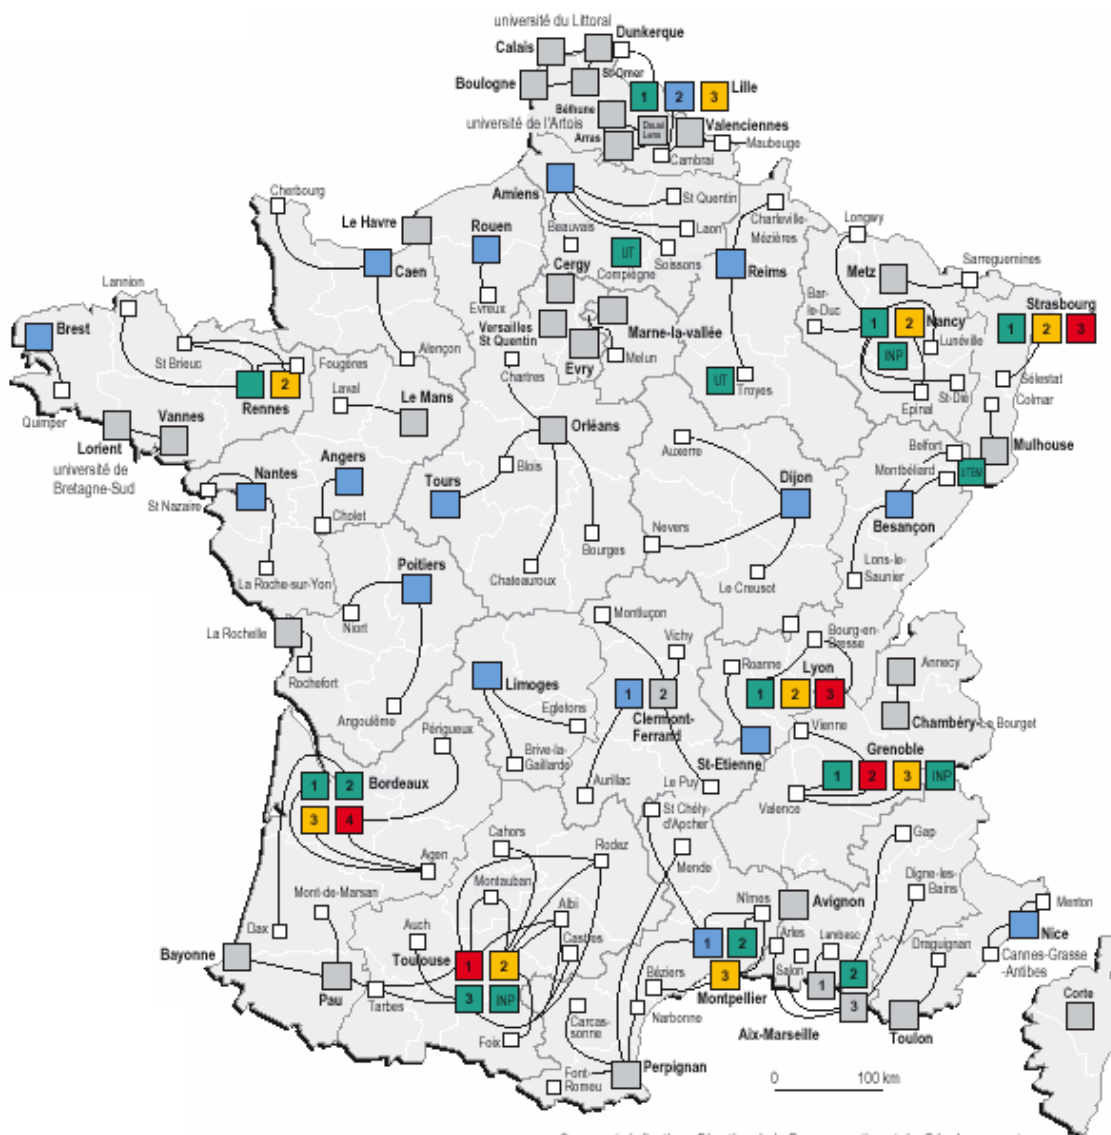 université du Littoral
Dunkerque
Calais
St-Omer
Boulogne
1
2
3
Lille
Béthune
université de l'Artois
Douai
Lens
Valenciennes
Arras
Maubeuge
Cambrai
Cherbourg
Amiens
St Quentin
Charleville-
Mézières
Longwy
Le Havre
Rouen
Beauvais
Laon
Soissons
UT
Compiègne
Reims
Metz
Sarreguemines
Caen
Cergy
Lannion
Evreux
Bar-
le-Duc
1
2
Nancy
Lunéville
Strasbourg
1
2
3
Brest
Versailles
St Quentin
Marne-la-vallée
INP
St Brieuc
Fougères
Alençon
Evry
Melun
Chartres
UT
Troyes
Sélestat
2
Rennes
Laval
Le Mans
St-Dié
Epinal
Colmar
Quimper
Vannes
Lorient
université de
Bretagne-Sud
Orléans
Auxerre
Belfort
Mulhouse
Montbéliard
UTBM
Nantes
Angers
Blois
Tours
Dijon
Besançon
St Nazaire
Cholet
Nevers
Bourges
La Roche-sur-Yon
Poitiers
Chateauroux
Le Creusot
Lons-le-
Saunier
Niort
Montluçon
La Rochelle
Vichy
Bourg-en-
Bresse
Rochefort
Roanne
Lyon
Annecy
Limoges
1
2
1
2
3
Egletons
Clermont-
Ferrand
Angoulême
Périgueux
Chambéry-Le Bourget
Vienne
Brive-la-
Gaillarde
St-Etienne
Grenoble
1
2
Bordeaux
Aurillac
Le Puy
1
2
3
INP
Valence
3
4
St Chély-
d'Apcher
Cahors
Rodez
Gap
Agen
Mende
Mont-de-Marsan
Montauban
Digne-les-
Bains
Nîmes
Avignon
Menton
Dax
Auch
Albi
Arles
Lambesc
Nice
Castres
1
2
Draguignan
Bayonne
Toulouse
1
2
Salon
Cannes-Grasse
-Antibes
Béziers
3
2
Pau
Tarbes
3
INP
Montpellier
1
Corte
Narbonne
3
Carcas-
sonne
Aix-Marseille
Toulon
Foix
Font-
Romeu
Perpignan
0
100 km